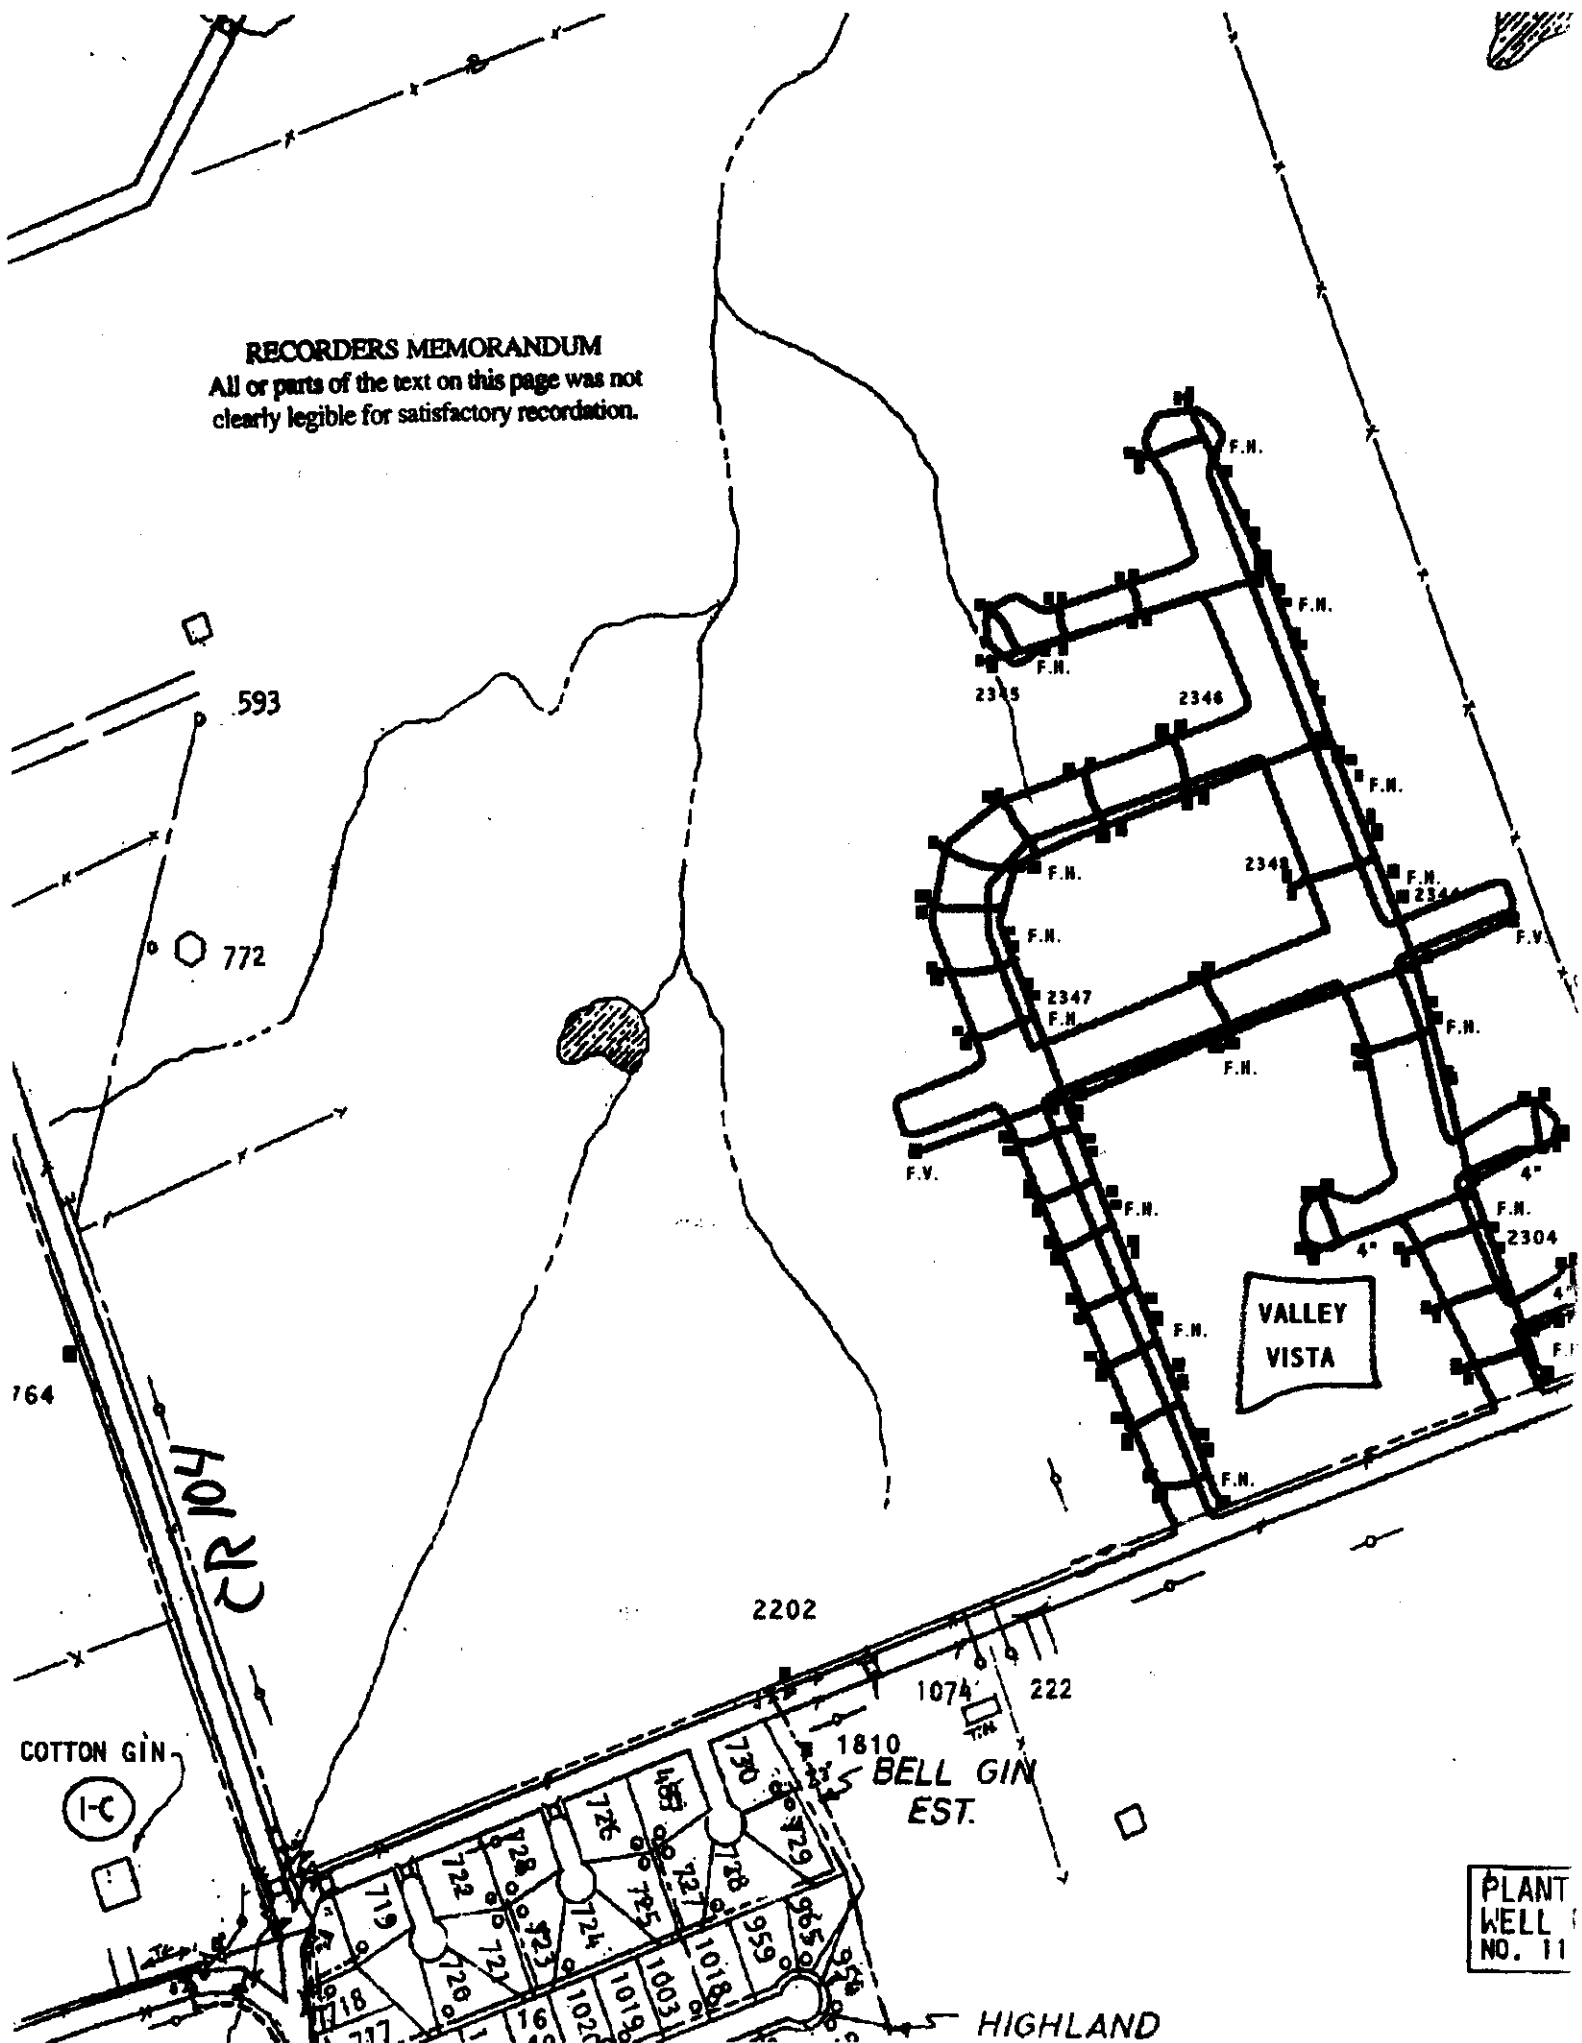 RECORDERS MEMORANDUM
All or parts of the text on this page was not
clearly legible for satisfactory recordation.
F.H.
F.H.
F.H.
2345
2346
593
F.H.
F.H.
F.H.
F.V.
772
F.H.
2347
F.H.
F.H.
F.H.
F.V.
4"
F.H.
F.H.
2304
4"
4"
VALLEY
VISTA
F.H.
764
F.H.
CR 104
2202
1074
222
COTTON GIN
1-C
1810
BELL GIN
EST.
730
726
729
728
722
728
727
725
719
724
723
721
720
965
959
1018
1003
1019
718
717
16
PLANT
WELL
NO. 11
HIGHLAND